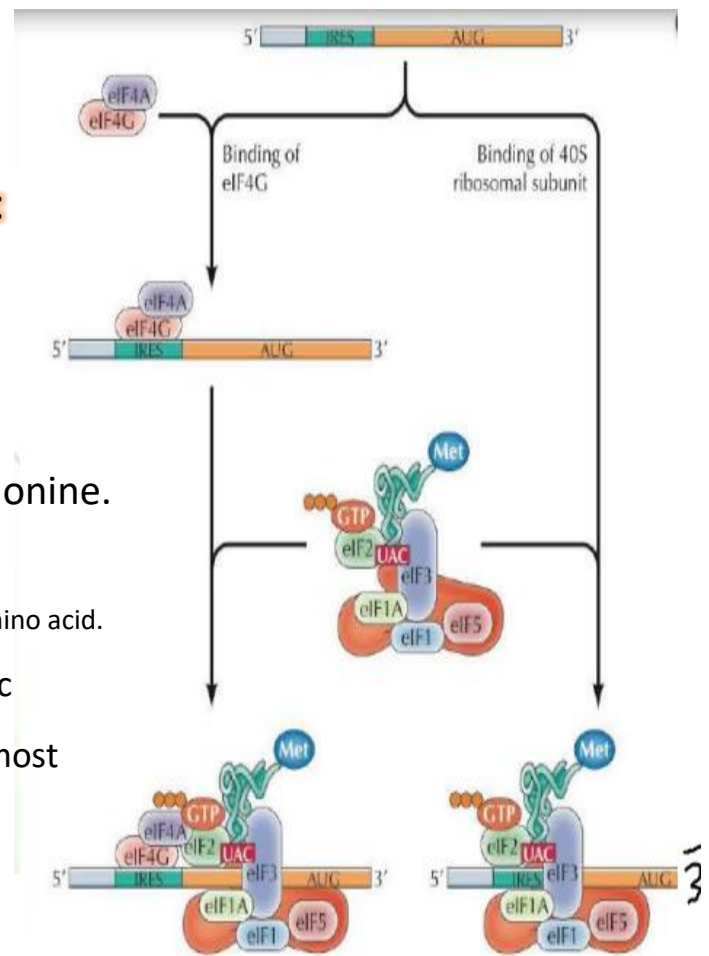 5' IRES AUG 3'
eIF4A
eIF4G
Binding of
eIF4G
Binding of 40S
ribosomal subunit
:
eIF4A
eIF4G
5' IRES AUG 3'
Met
onine.
GTP
eIF2 UAC
eIF3
ino acid.
eIF1A
eIF5
eIF1
c
nost
Met
GTP
eIF4A
eIF2
eIF4G
UAC
eIF3
5' IRES AUG 3'
eIF1A
eIF5
eIF1
Met
GTP
eIF2 UAC
eIF3
5' IRES AUG 3
eIF1A
eIF5
eIF1